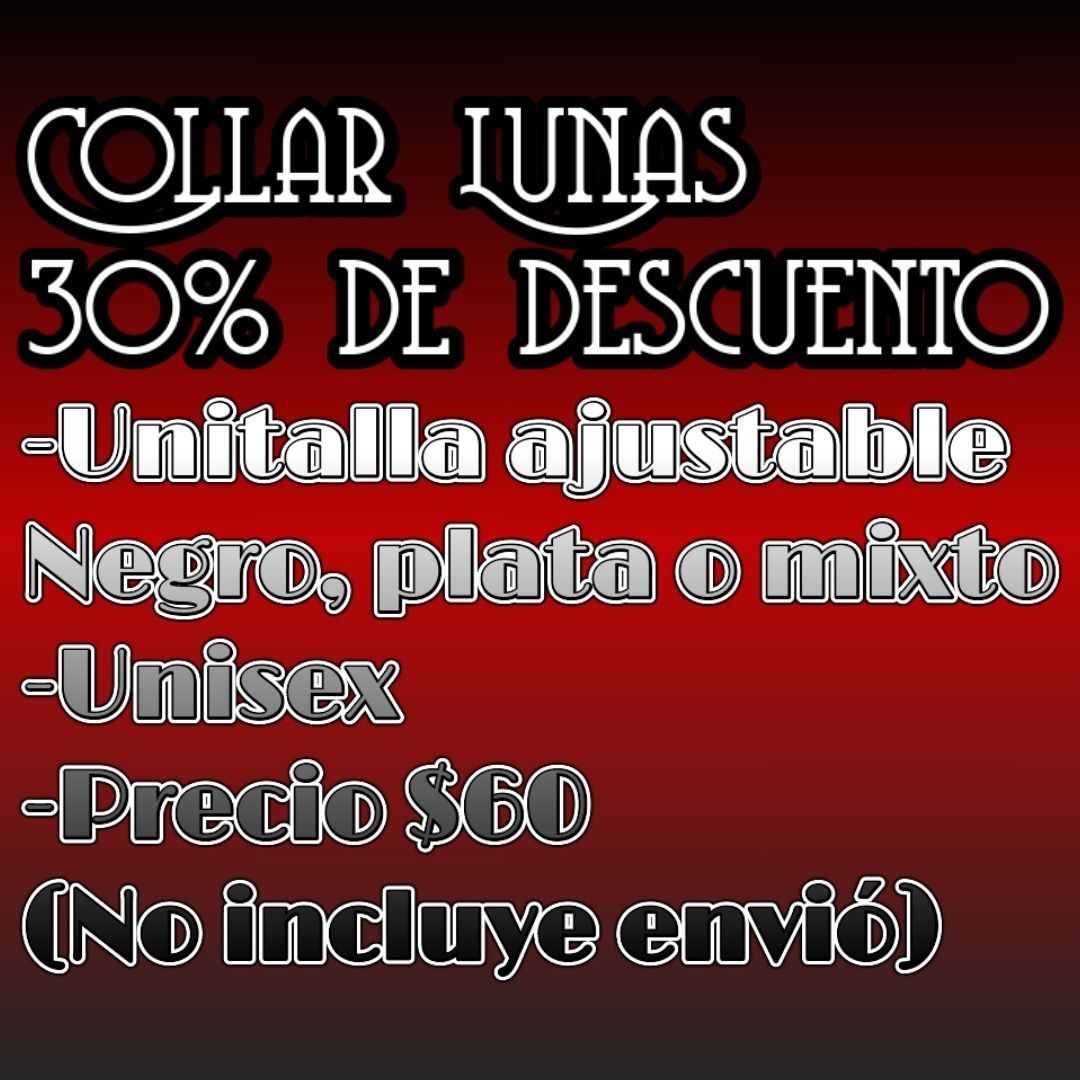 Collar Lunas
30% de descuento
-Unitalla ajustable
Negro, plata o mixto
-Unisex
-Precio $60
(No incluye envió)